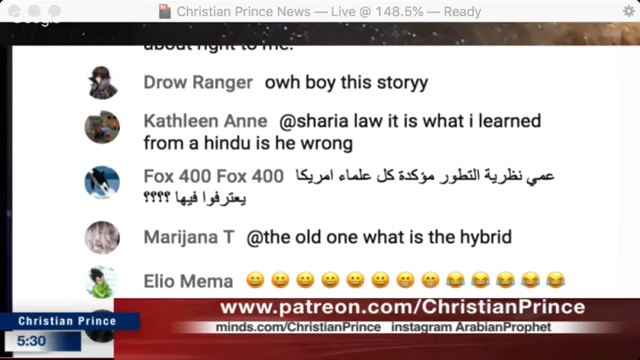 Christian Prince News — Live @ 148.5% — Ready
about right to me.
Drow Ranger owh boy this storyy
Kathleen Anne @sharia law it is what i learned
from a hindu is he wrong
Fox 400 Fox 400 عمي نظرية التطور مؤكدة كل علماء امريكا
يعترفوا فيها ؟؟؟؟
Marijana T @the old one what is the hybrid
Elio Mema 😀😀😀😀😀😀😁😁😂😂😂😂😂
www.patreon.com/ChristianPrince
Christian Prince
minds.com/ChristianPrince instagram ArabianProphet
5:30